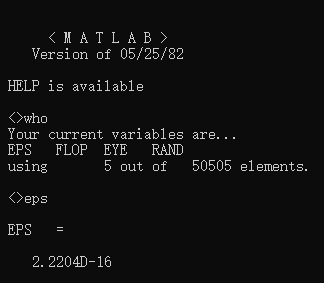 < M A T L A B >
Version of 05/25/82
HELP is available
<>who
Your current variables are...
EPS FLOP EYE RAND
using 5 out of 50505 elements.
<>eps
EPS =
2.2204D-16